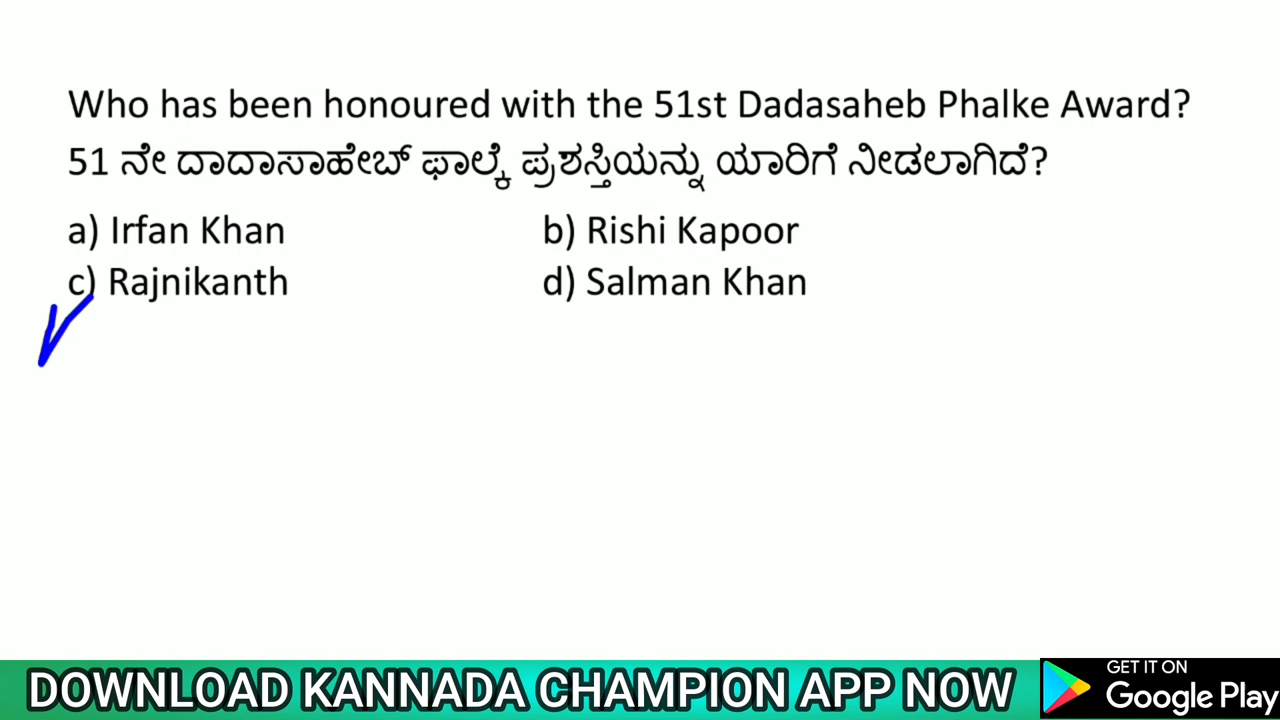 Who has been honoured with the 51st Dadasaheb Phalke Award?
51 ನೇ ದಾದಾಸಾಹೇಬ್ ಫಾಲ್ಕೆ ಪ್ರಶಸ್ತಿಯನ್ನು ಯಾರಿಗೆ ನೀಡಲಾಗಿದೆ?
a) Irfan Khan b) Rishi Kapoor
c) Rajnikanth d) Salman Khan
DOWNLOAD KANNADA CHAMPION APP NOW
GET IT ON
Google Play